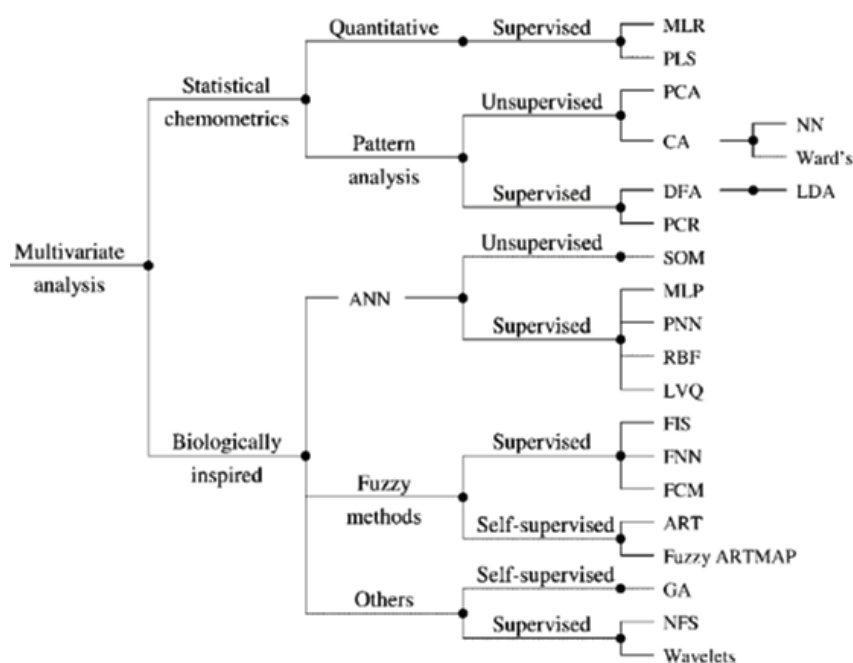 Quantitative
Supervised
MLR
PLS
Statistical
chemometrics
Unsupervised
PCA
CA
NN
Ward's
Pattern
analysis
Supervised
DFA
LDA
PCR
Multivariate
analysis
Unsupervised
SOM
ANN
MLP
Supervised
PNN
RBF
LVQ
Biologically
inspired
FIS
Supervised
FNN
FCM
Fuzzy
methods
ART
Self-supervised
Fuzzy ARTMAP
Self-supervised
GA
Others
NFS
Supervised
Wavelets